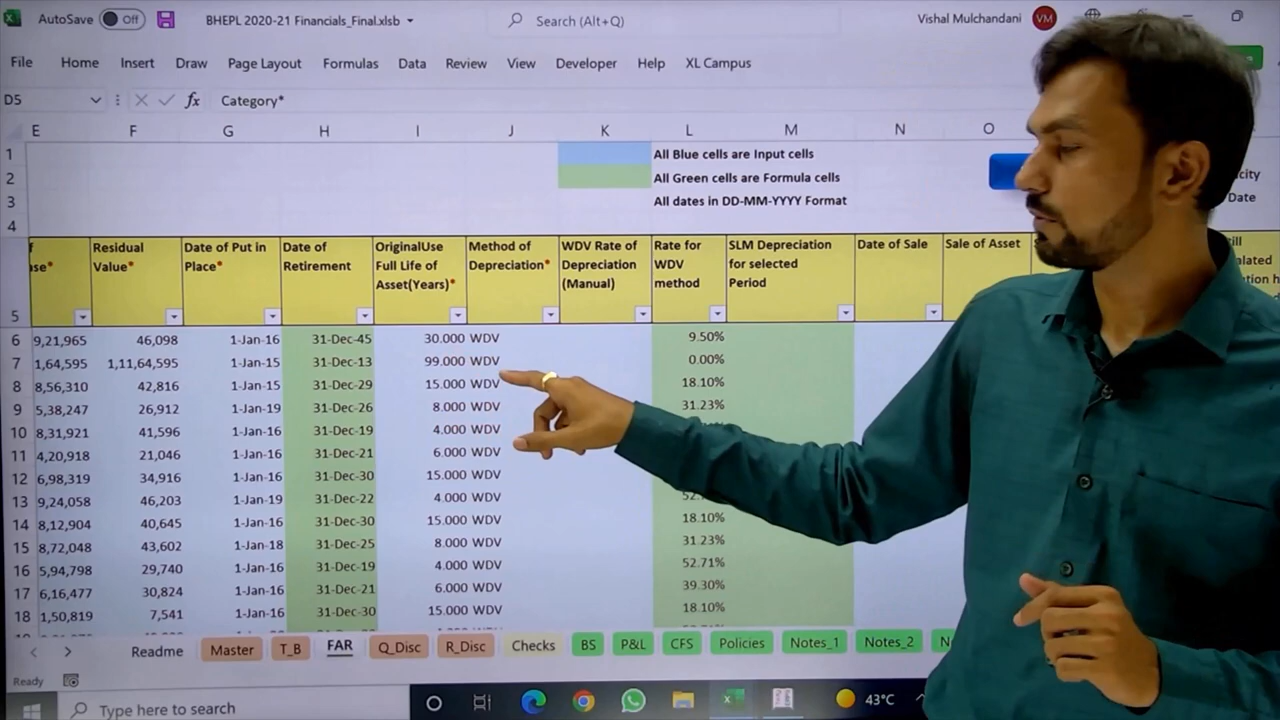 AutoSave Off BHEPL 2020-21 Financials_Final.xlsb Search (Alt+Q) Vishal Mulchandani VM
File Home Insert Draw Page Layout Formulas Data Review View Developer Help XL Campus
D5 fx Category*
E F G H I J K L M N O
1 All Blue cells are Input cells
2 All Green cells are Formula cells
3 All dates in DD-MM-YYYY Format Date
4
5 Residual Value* Date of Put in Place* Date of Retirement OriginalUse Full Life of Asset(Years)* Method of Depreciation* WDV Rate of Depreciation (Manual) Rate for WDV method SLM Depreciation for selected Period Date of Sale Sale of Asset
6 9,21,965 46,098 1-Jan-16 31-Dec-45 30.000 WDV 9.50%
7 1,64,595 1,11,64,595 1-Jan-15 31-Dec-13 99.000 WDV 0.00%
8 8,56,310 42,816 1-Jan-15 31-Dec-29 15.000 WDV 18.10%
9 5,38,247 26,912 1-Jan-19 31-Dec-26 8.000 WDV 31.23%
10 8,31,921 41,596 1-Jan-16 31-Dec-19 4.000 WDV
11 4,20,918 21,046 1-Jan-16 31-Dec-21 6.000 WDV
12 6,98,319 34,916 1-Jan-16 31-Dec-30 15.000 WDV
13 9,24,058 46,203 1-Jan-19 31-Dec-22 4.000 WDV
14 8,12,904 40,645 1-Jan-16 31-Dec-30 15.000 WDV 18.10%
15 8,72,048 43,602 1-Jan-18 31-Dec-25 8.000 WDV 31.23%
16 5,94,798 29,740 1-Jan-16 31-Dec-19 4.000 WDV 52.71%
17 6,16,477 30,824 1-Jan-16 31-Dec-21 6.000 WDV 39.30%
18 1,50,819 7,541 1-Jan-16 31-Dec-30 15.000 WDV 18.10%
Readme Master T_B FAR Q_Disc R_Disc Checks BS P&L CFS Policies Notes_1 Notes_2
Ready
Type here to search 43°C